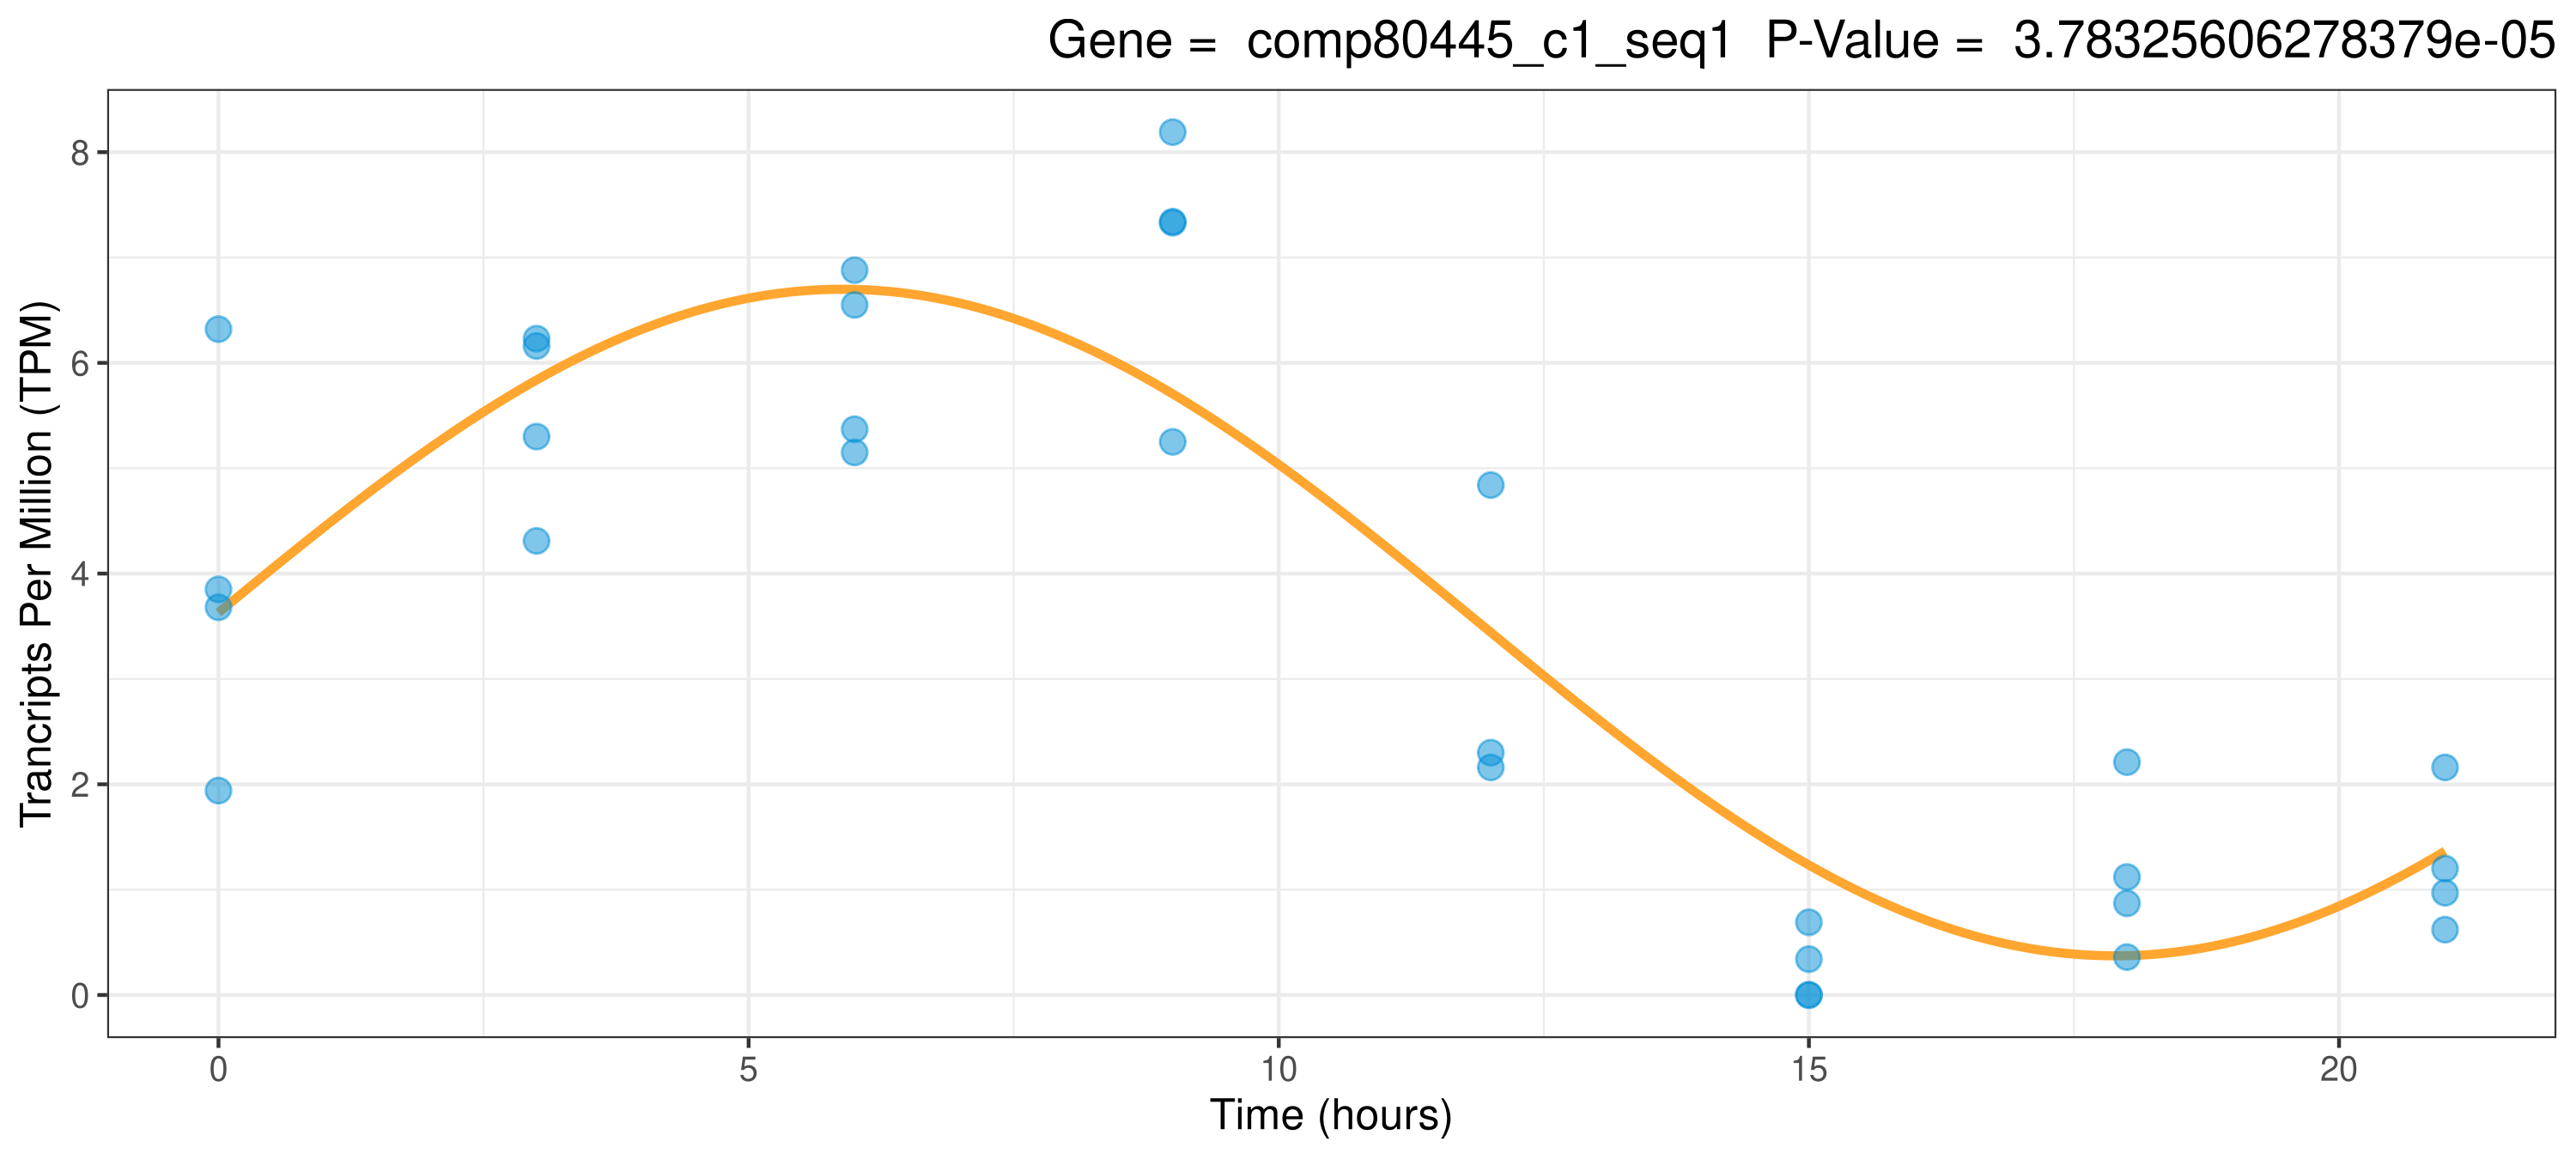 Gene =  comp80445_c1_seq1  P-Value =  3.78325606278379e-05
Trancripts Per Million (TPM)
8
6
4
2
0
0 5 10 15 20
Time (hours)